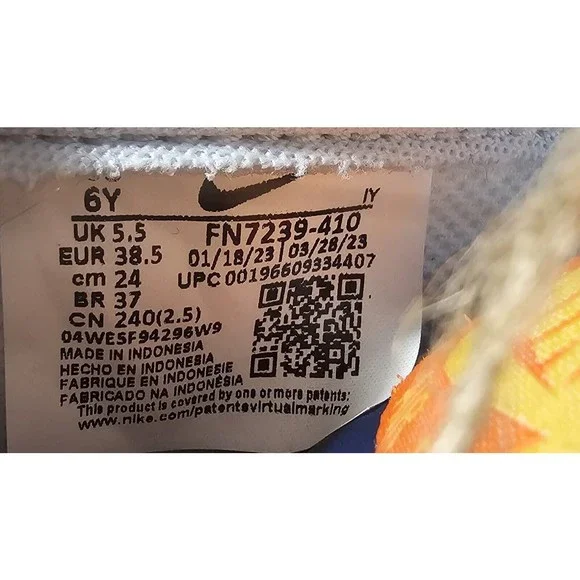 6Y
IY
UK 5.5
EUR 38.5
cm 24
BR 37
CN 240(2.5)
FN7239-410
01/18/23 | 03/28/23
UPC 00196609334407
04WESF94296W9
MADE IN INDONESIA
HECHO EN INDONESIA
FABRIQUE EN INDONESIE
FABRICADO NA INDONÉSIA
This product is covered by one or more patents:
www.nike.com/patentsvirtualmarking